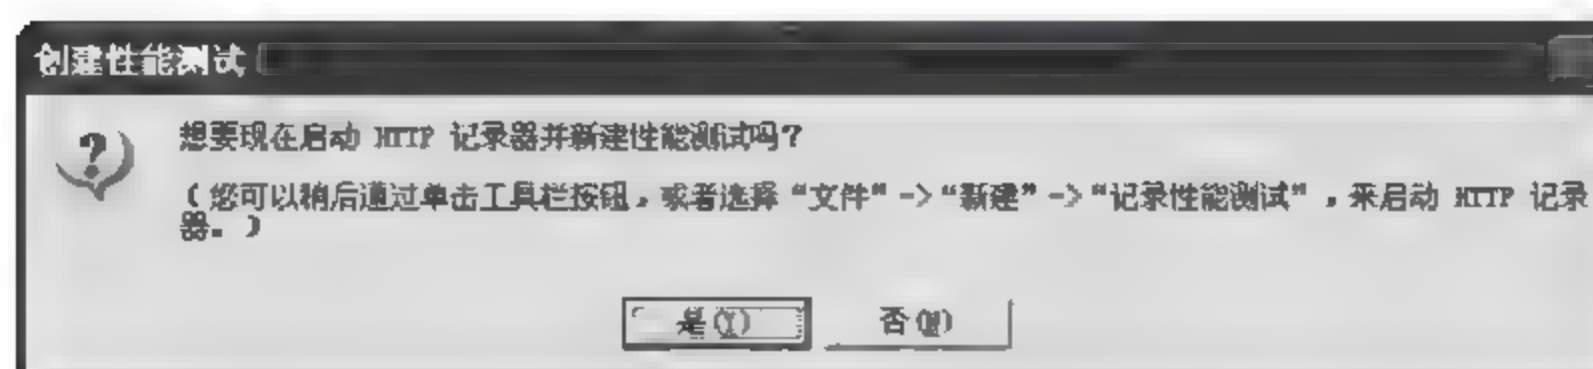 创建性能测试
想要现在启动 HTTP 记录器并新建性能测试吗？
（您可以稍后通过单击工具栏按钮，或者选择“文件”->“新建”->“记录性能测试”，来启动 HTTP 记录
器。）
是(Y) 否(N)